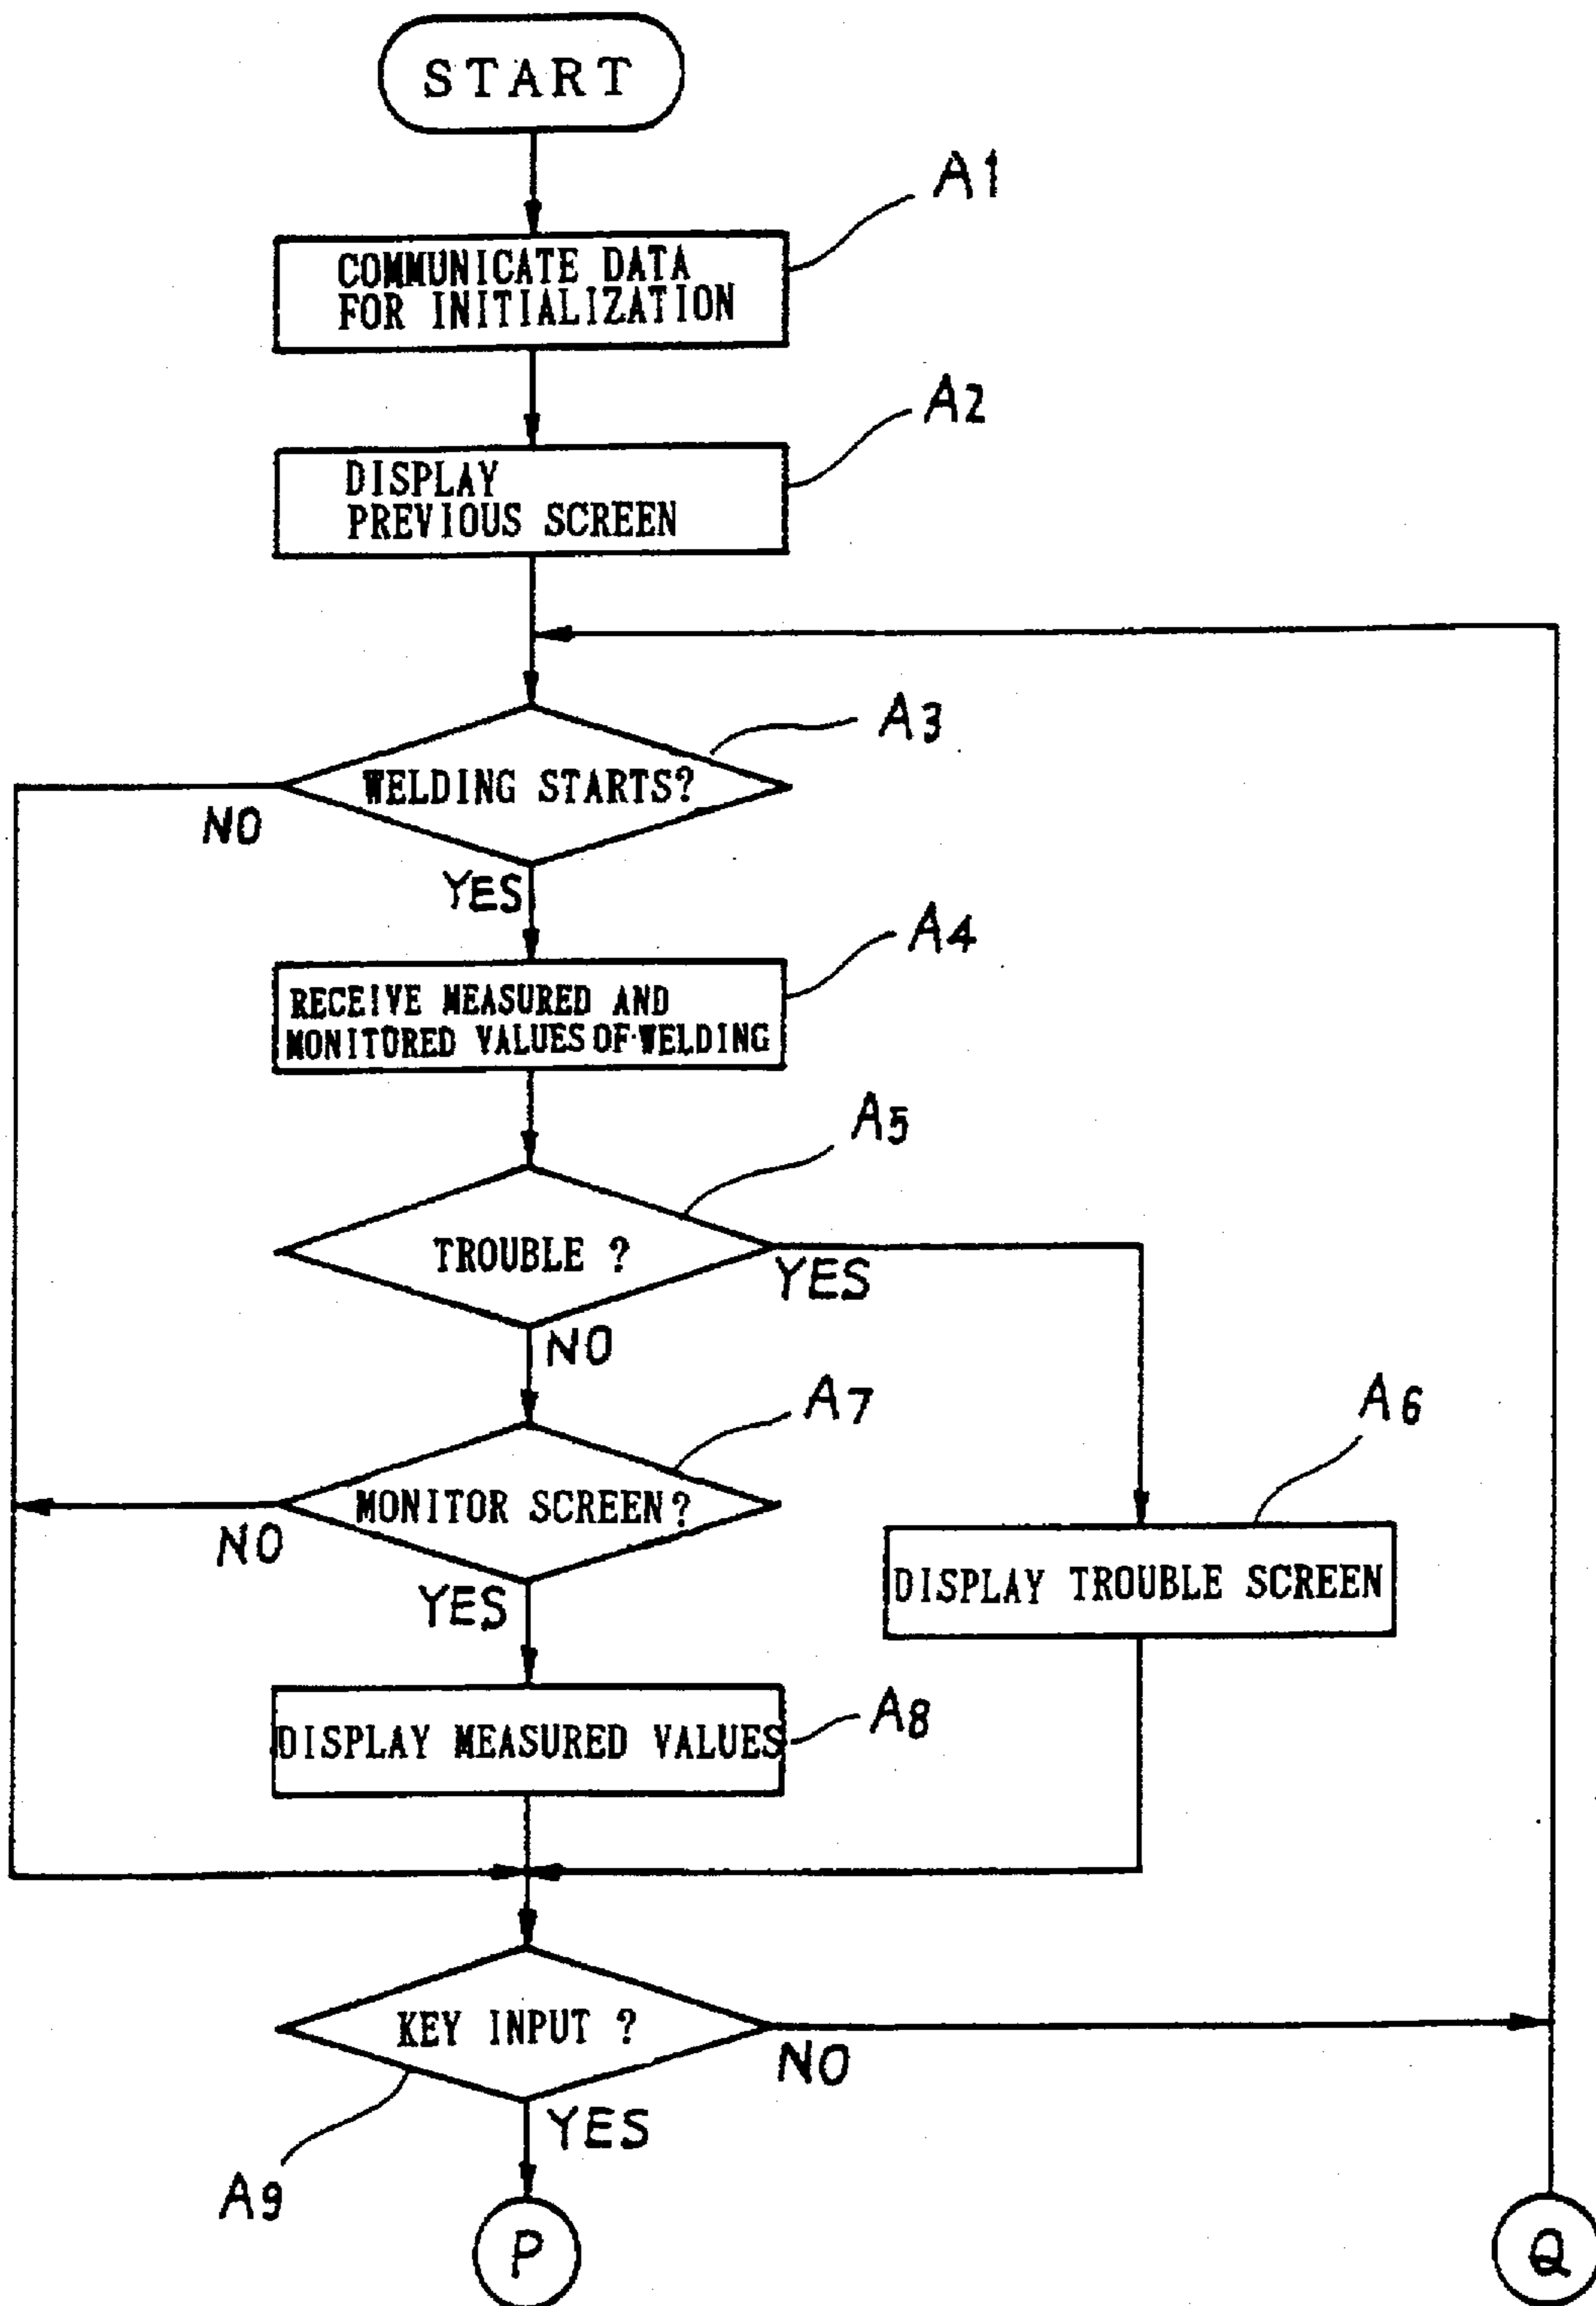 START
A1
COMMUNICATE DATA
FOR INITIALIZATION
A2
DISPLAY
PREVIOUS SCREEN
A3
WELDING STARTS?
NO
YES
A4
RECEIVE MEASURED AND
MONITORED VALUES OF WELDING
A5
TROUBLE ?
YES
NO
A7
A6
MONITOR SCREEN?
NO
YES
DISPLAY TROUBLE SCREEN
A8
DISPLAY MEASURED VALUES
KEY INPUT ?
NO
YES
A9
P
Q